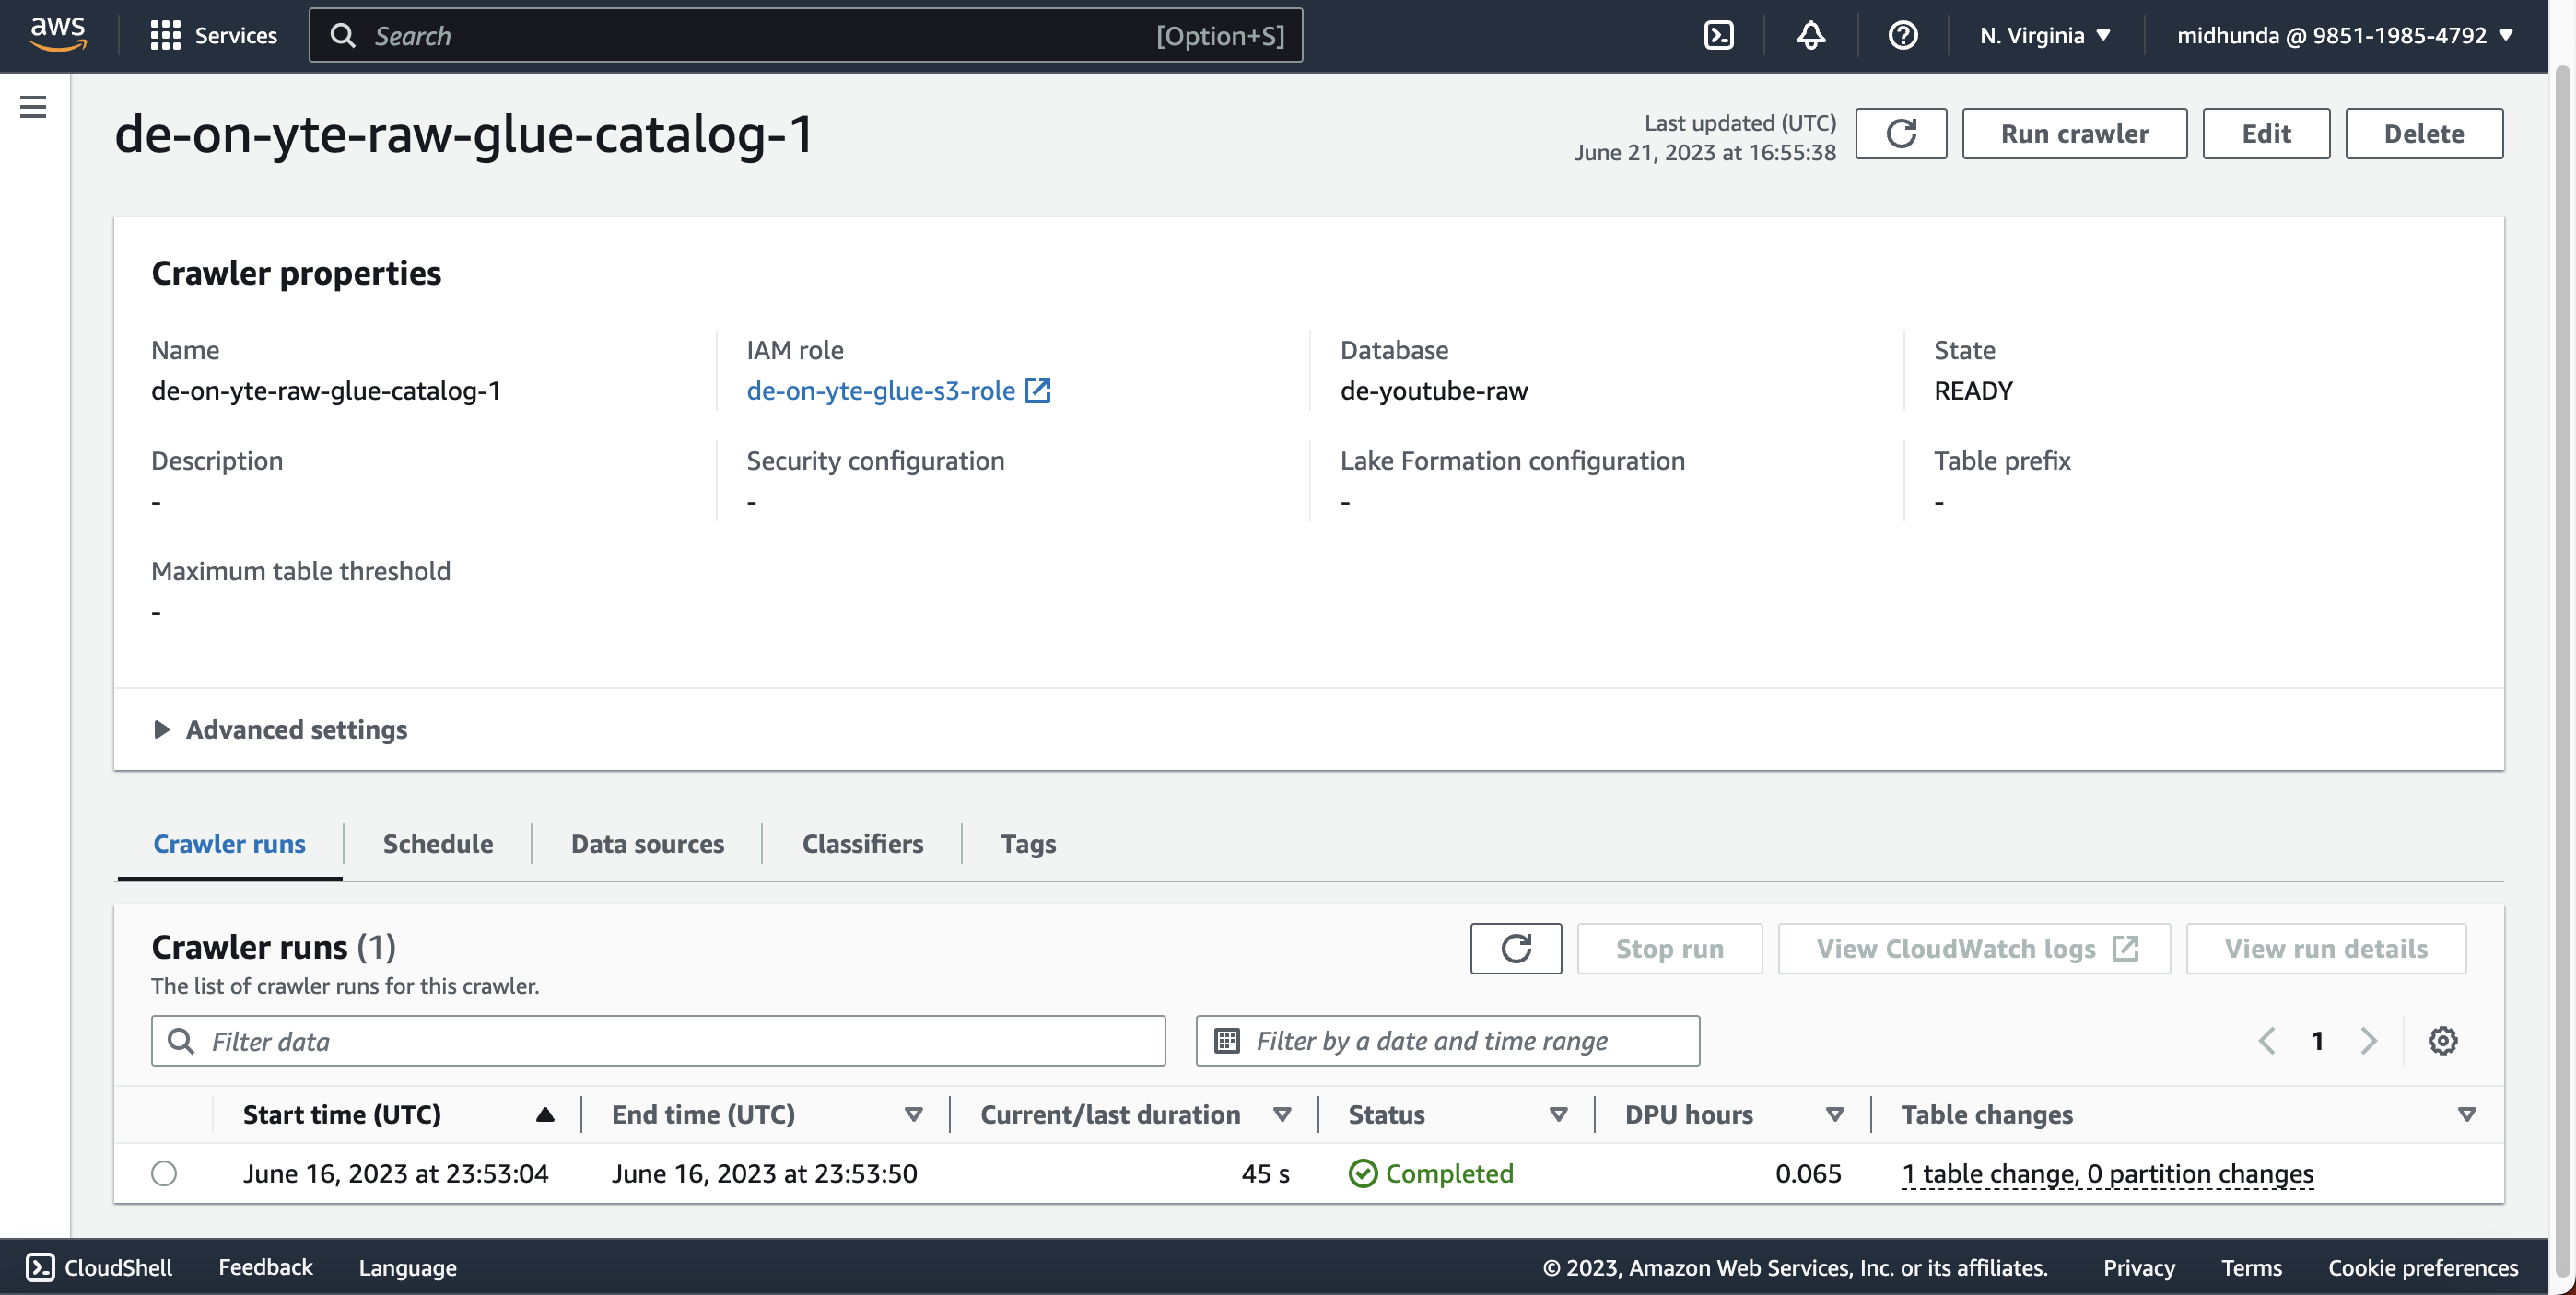 aws Services Search [Option+S] N. Virginia midhunda @ 9851-1985-4792
de-on-yte-raw-glue-catalog-1
Last updated (UTC)
June 21, 2023 at 16:55:38
Run crawler Edit Delete
Crawler properties
Name IAM role Database State
de-on-yte-raw-glue-catalog-1 de-on-yte-glue-s3-role de-youtube-raw READY
Description Security configuration Lake Formation configuration Table prefix
- - - -
Maximum table threshold
-
Advanced settings
Crawler runs Schedule Data sources Classifiers Tags
Crawler runs (1) Stop run View CloudWatch logs View run details
The list of crawler runs for this crawler.
Filter data Filter by a date and time range 1
Start time (UTC) End time (UTC) Current/last duration Status DPU hours Table changes
June 16, 2023 at 23:53:04 June 16, 2023 at 23:53:50 45 s Completed 0.065 1 table change, 0 partition changes
CloudShell Feedback Language © 2023, Amazon Web Services, Inc. or its affiliates. Privacy Terms Cookie preferences